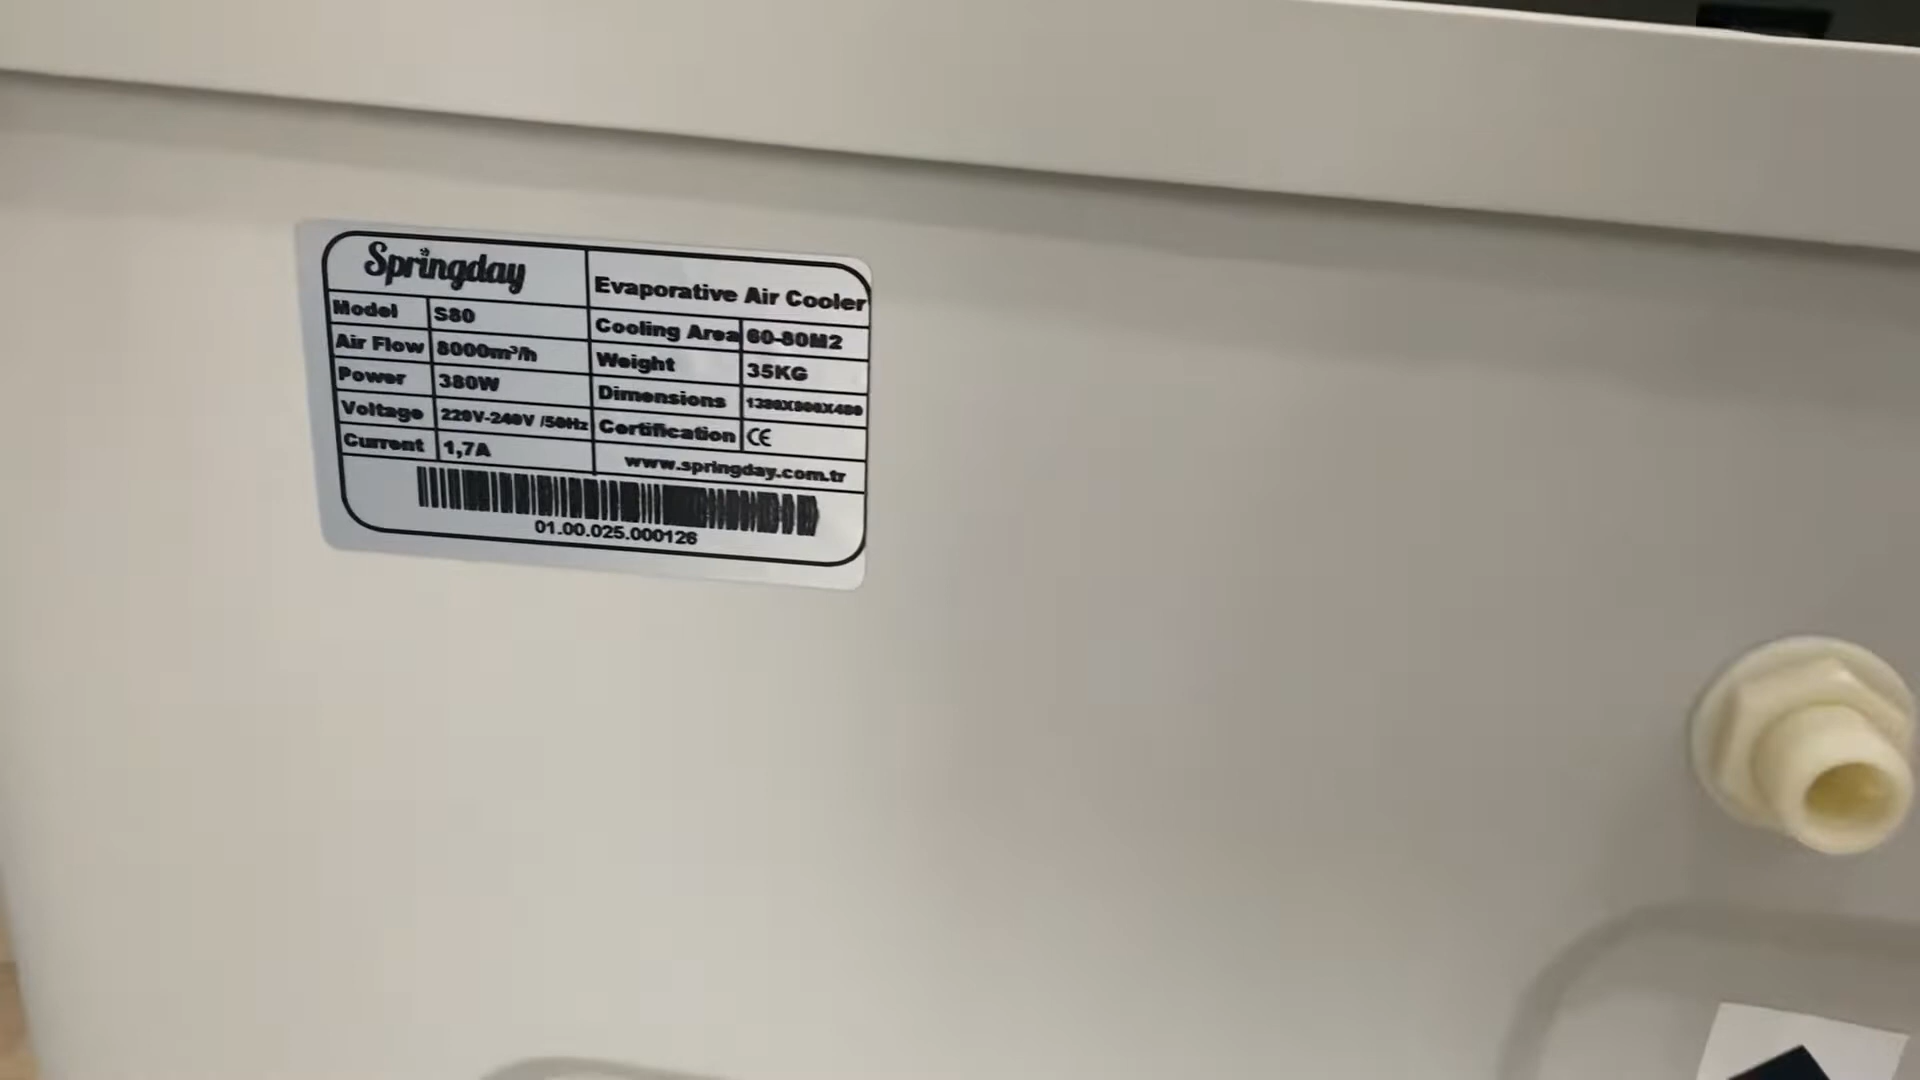 Springday Evaporative Air Cooler
Model S80 Cooling Area 60-80M2
Air Flow 8000m³/h Weight 35KG
Power 380W Dimensions
Voltage 220V-240V /50Hz Certification CE
Current 1,7A www.springday.com.tr
01.00.025.000126